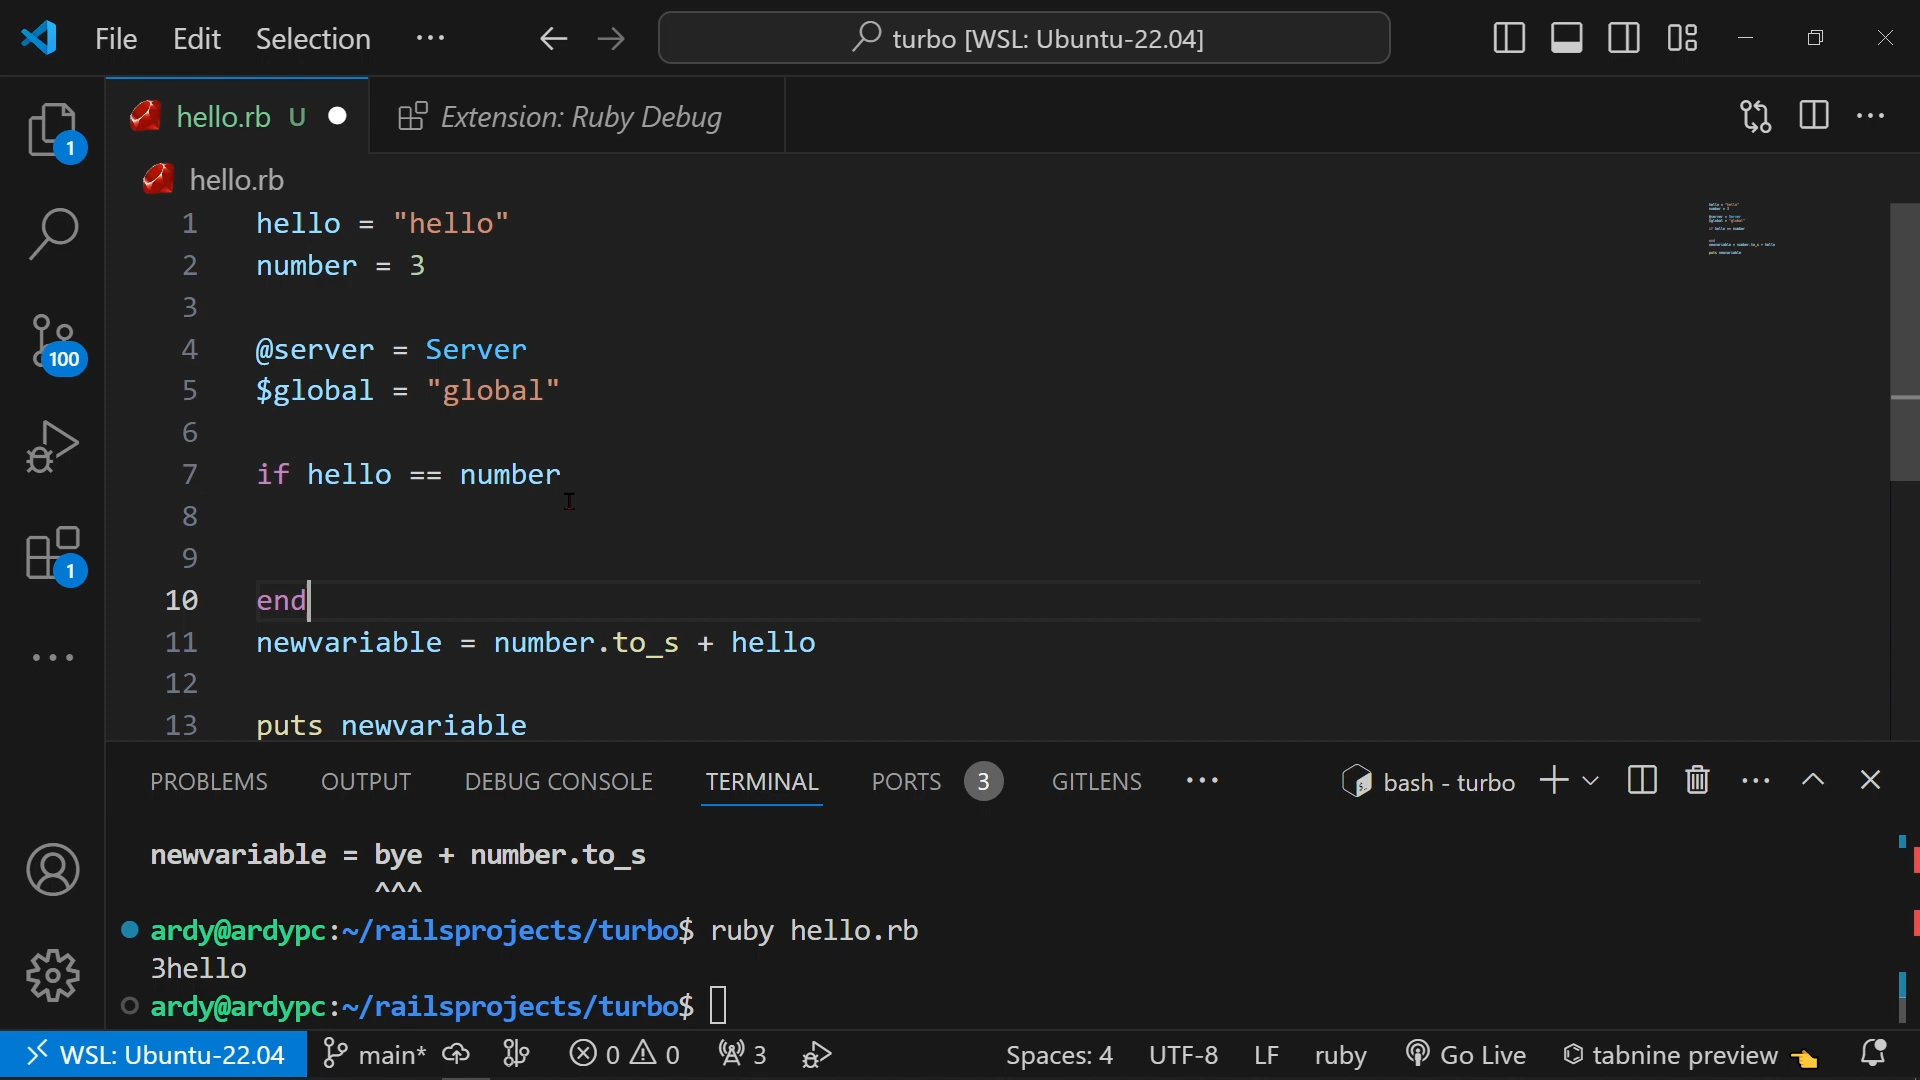 File Edit Selection ··· turbo [WSL: Ubuntu-22.04]
hello.rb U Extension: Ruby Debug
hello.rb
1 hello = "hello"
2 number = 3
3
4 @server = Server
5 $global = "global"
6
7 if hello == number
8
9
10 end
11 newvariable = number.to_s + hello
12
13 puts newvariable
1
100
1
PROBLEMS OUTPUT DEBUG CONSOLE TERMINAL PORTS 3 GITLENS ··· bash - turbo
newvariable = bye + number.to_s
^^^
ardy@ardypc:~/railsprojects/turbo$ ruby hello.rb
3hello
ardy@ardypc:~/railsprojects/turbo$
WSL: Ubuntu-22.04 main* 0 0 3 Spaces: 4 UTF-8 LF ruby Go Live tabnine preview